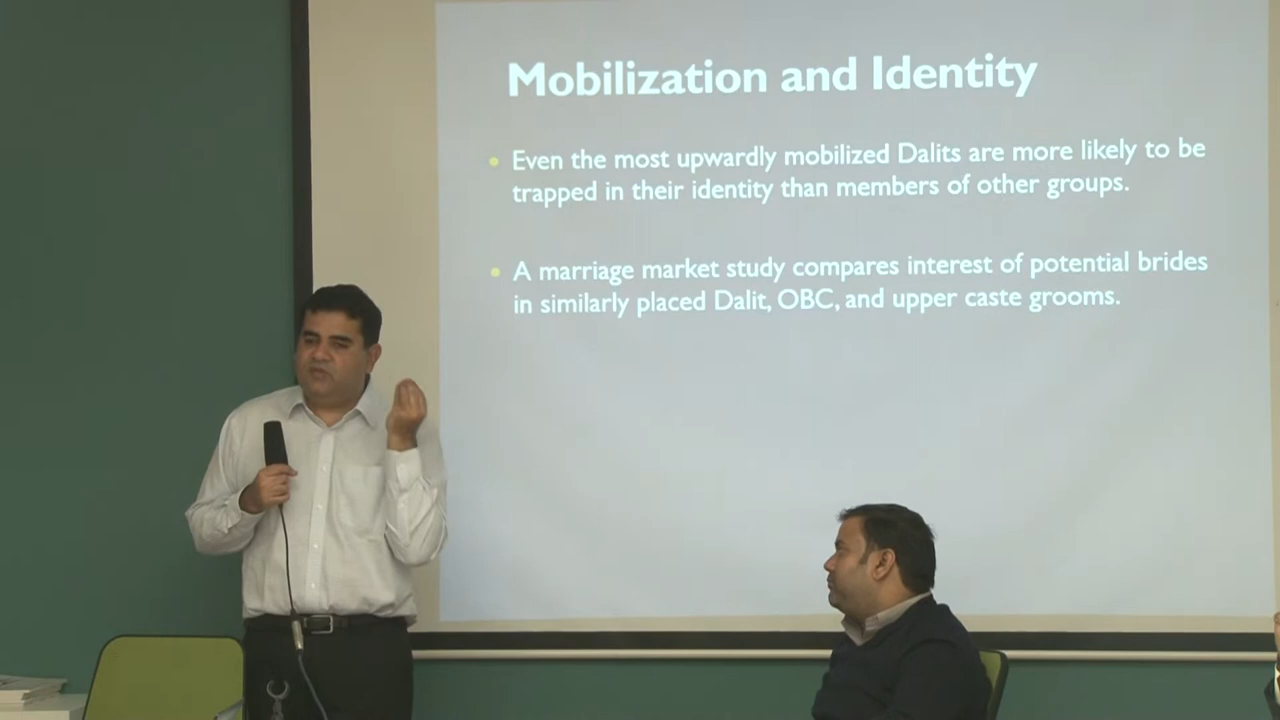 Mobilization and Identity
Even the most upwardly mobilized Dalits are more likely to be
trapped in their identity than members of other groups.
A marriage market study compares interest of potential brides
in similarly placed Dalit, OBC, and upper caste grooms.